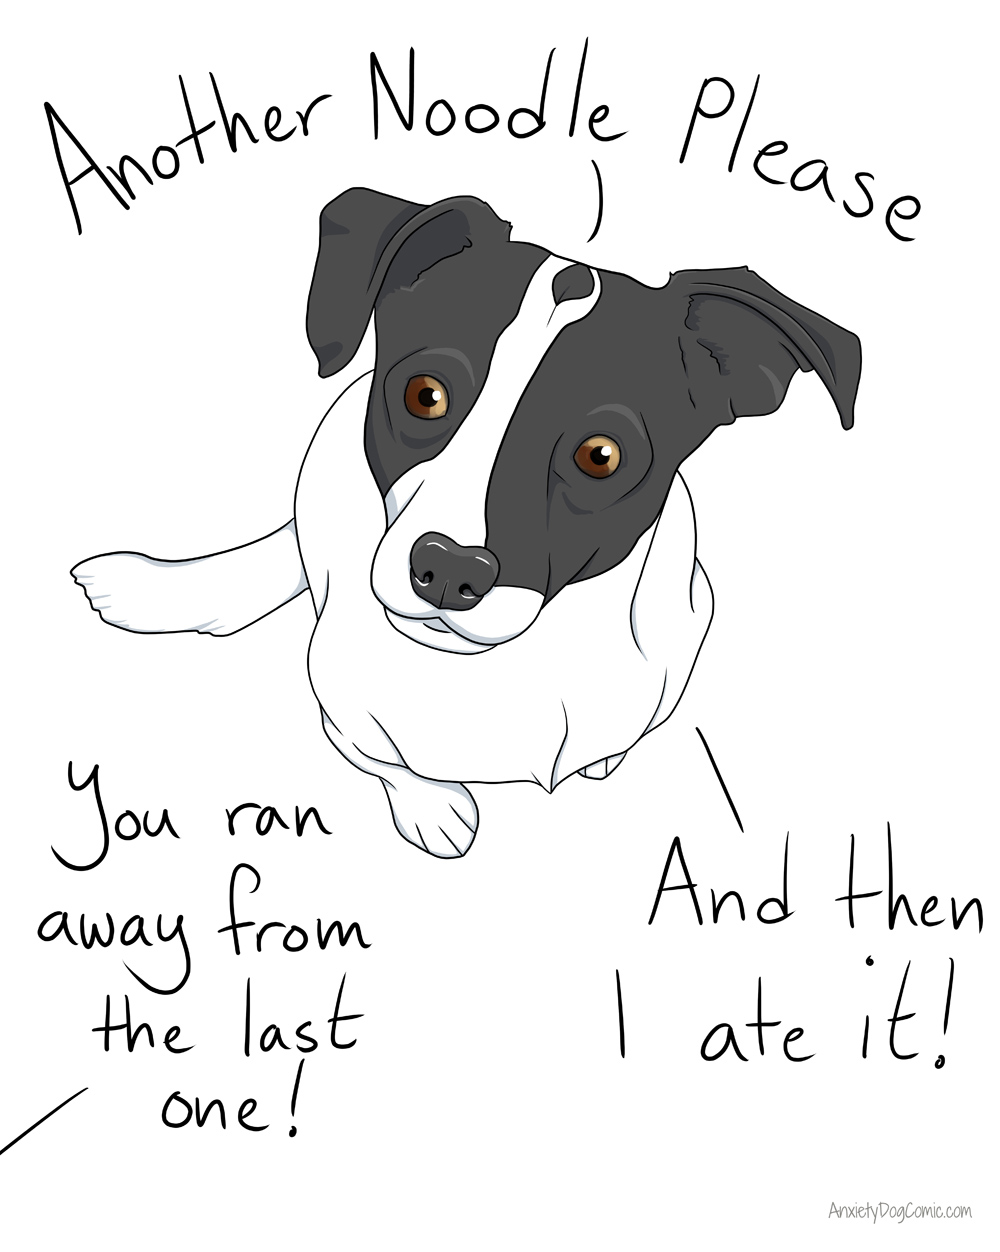 Another Noodle Please
You ran
away from
the last
one!
And then
I ate it!
AnxietyDogComic.com